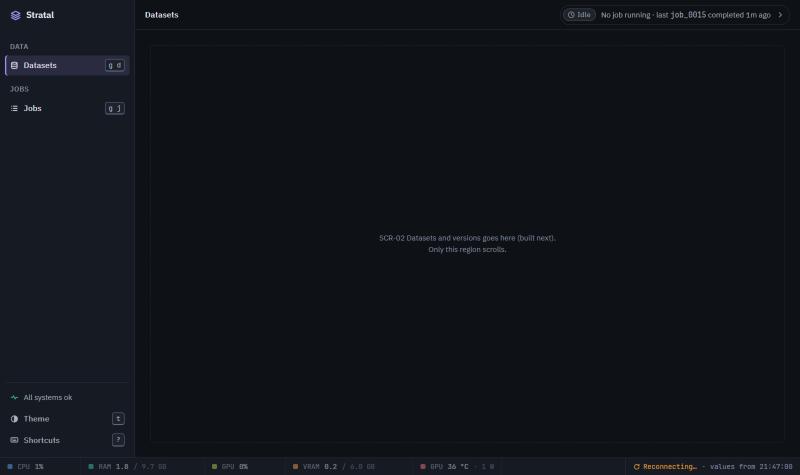 Stratal
Datasets
Idle No job running · last job_0015 completed 1m ago
DATA
Datasets g d
JOBS
Jobs g j
SCR-02 Datasets and versions goes here (built next).
Only this region scrolls.
All systems ok
Theme t
Shortcuts ?
CPU 1% RAM 1.8 / 9.7 GB GPU 0% VRAM 0.2 / 6.0 GB GPU 36 °C · 1 W Reconnecting… · values from 21:47:00